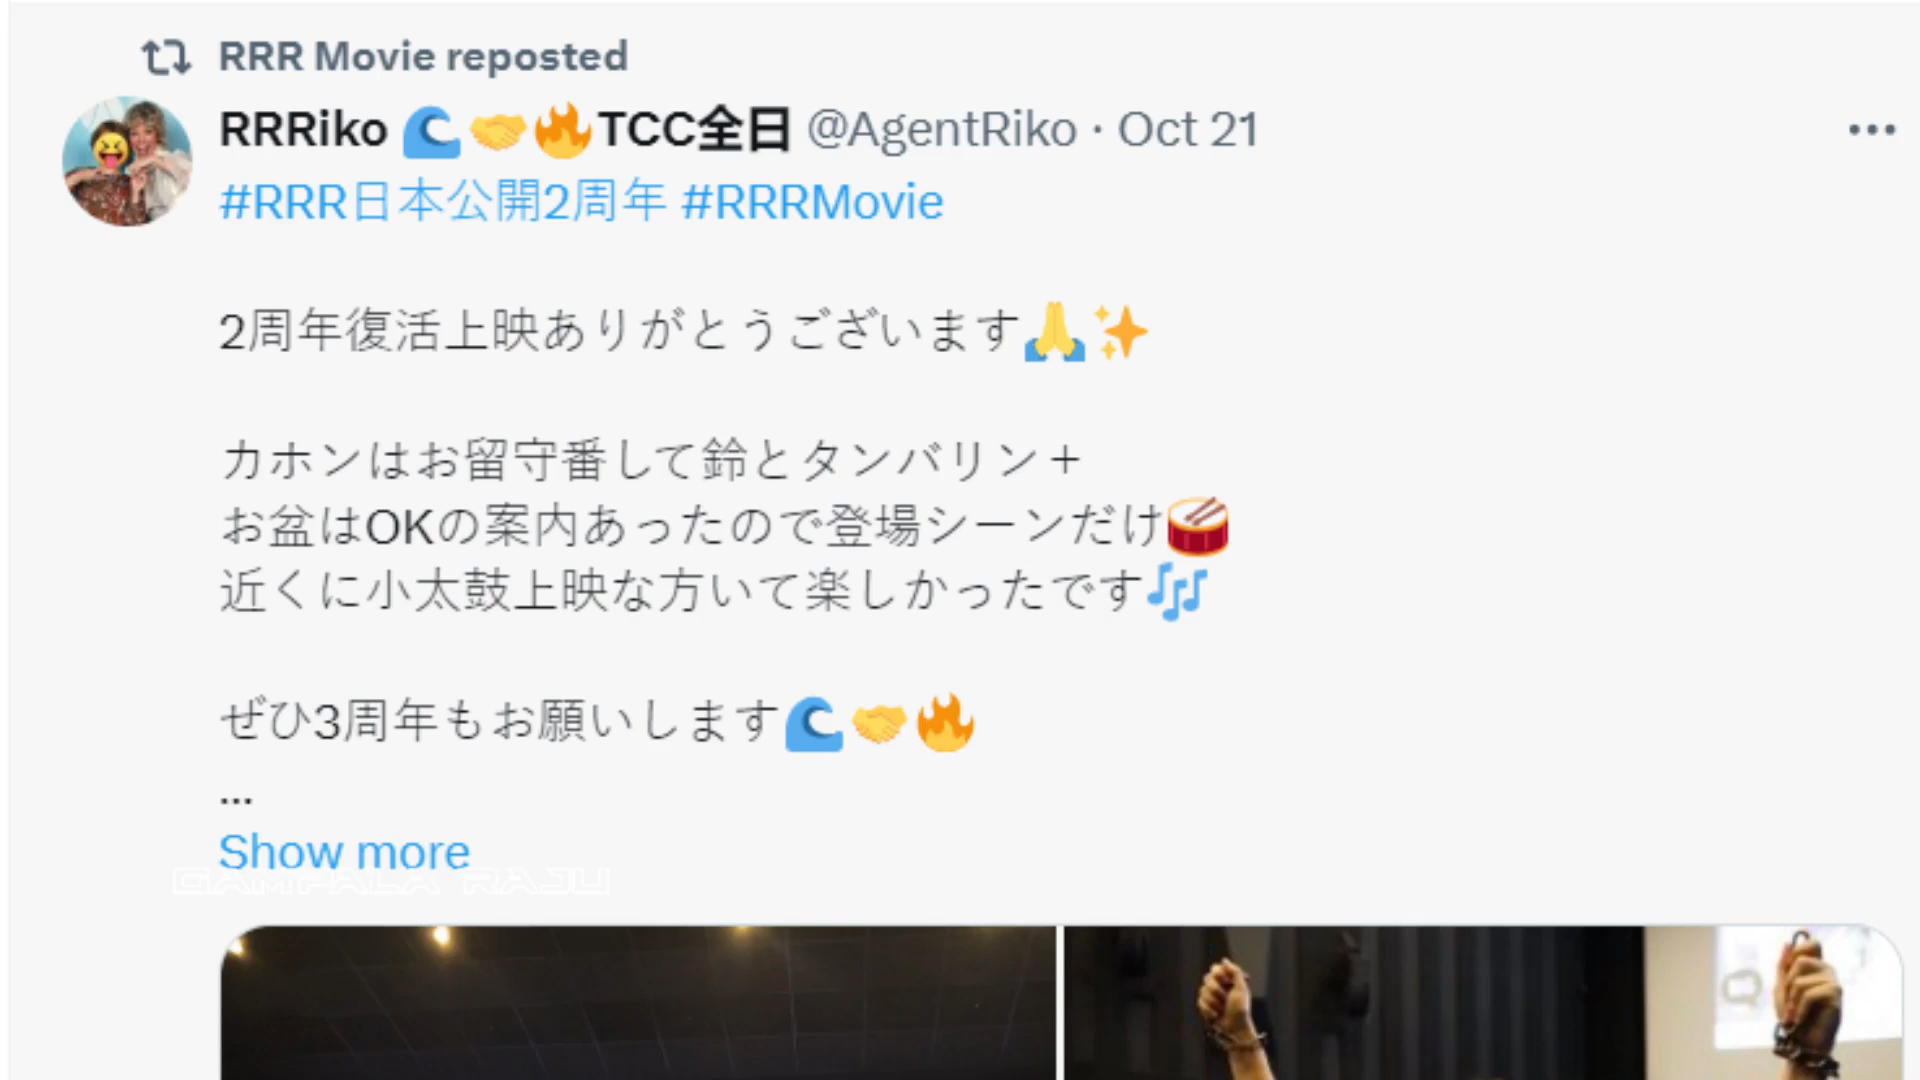 RRR Movie reposted
RRRiko 🌊🤝🔥TCC全日 @AgentRiko · Oct 21
#RRR日本公開2周年 #RRRMovie
2周年復活上映ありがとうございます🙏✨
カホンはお留守番して鈴とタンバリン＋
お盆はOKの案内あったので登場シーンだけ🥁
近くに小太鼓上映な方いて楽しかったです🎶
ぜひ3周年もお願いします🌊🤝🔥
...
Show more
GAMPALA RAJU